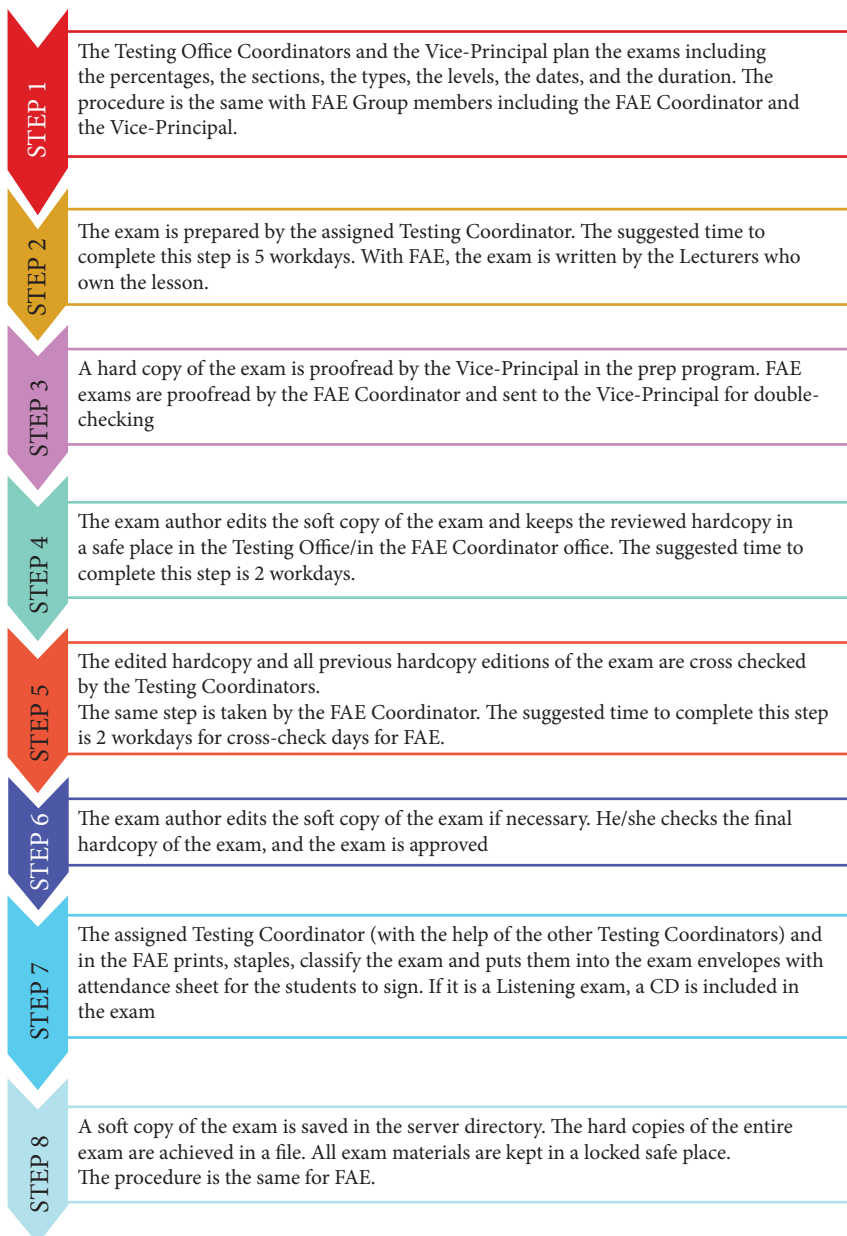 STEP 1
The Testing Office Coordinators and the Vice-Principal plan the exams including
the percentages, the sections, the types, the levels, the dates, and the duration. The
procedure is the same with FAE Group members including the FAE Coordinator and
the Vice-Principal.
STEP 2
The exam is prepared by the assigned Testing Coordinator. The suggested time to
complete this step is 5 workdays. With FAE, the exam is written by the Lecturers who
own the lesson.
STEP 3
A hard copy of the exam is proofread by the Vice-Principal in the prep program. FAE
exams are proofread by the FAE Coordinator and sent to the Vice-Principal for double-
checking
STEP 4
The exam author edits the soft copy of the exam and keeps the reviewed hardcopy in
a safe place in the Testing Office/in the FAE Coordinator office. The suggested time to
complete this step is 2 workdays.
STEP 5
The edited hardcopy and all previous hardcopy editions of the exam are cross checked
by the Testing Coordinators.
The same step is taken by the FAE Coordinator. The suggested time to complete this step
is 2 workdays for cross-check days for FAE.
STEP 6
The exam author edits the soft copy of the exam if necessary. He/she checks the final
hardcopy of the exam, and the exam is approved
STEP 7
The assigned Testing Coordinator (with the help of the other Testing Coordinators) and
in the FAE prints, staples, classify the exam and puts them into the exam envelopes with
attendance sheet for the students to sign. If it is a Listening exam, a CD is included in
the exam
STEP 8
A soft copy of the exam is saved in the server directory. The hard copies of the entire
exam are achieved in a file. All exam materials are kept in a locked safe place.
The procedure is the same for FAE.